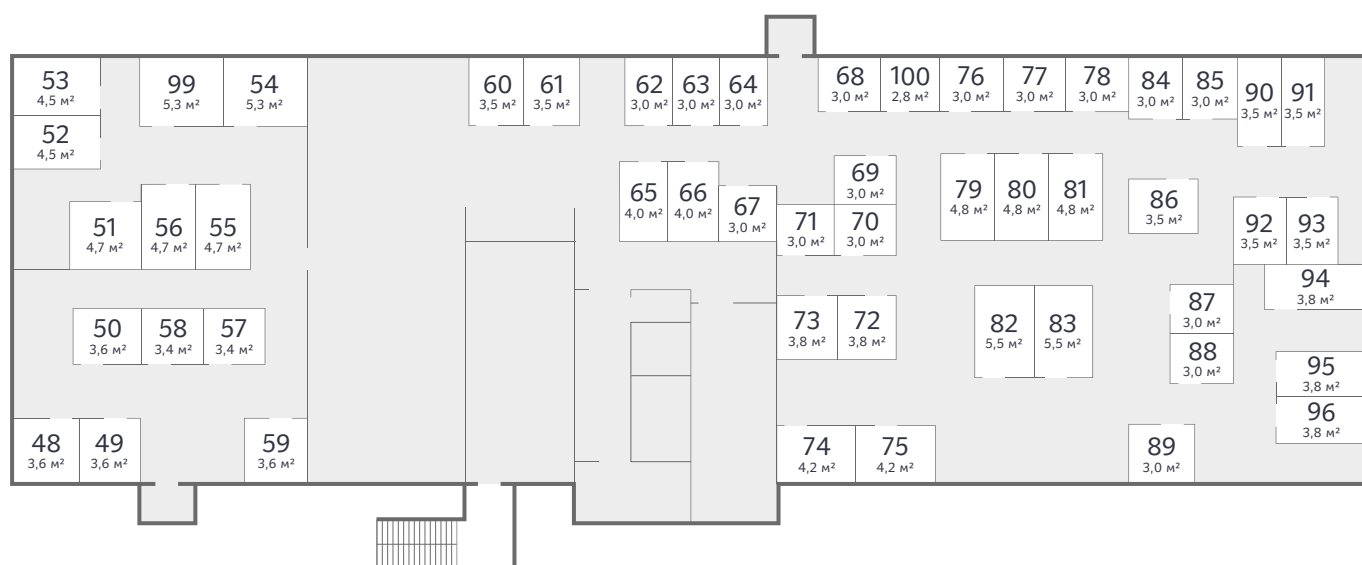 53
4,5 м²
52
4,5 м²
99
5,3 м²
54
5,3 м²
60
3,5 м²
61
3,5 м²
62
3,0 м²
63
3,0 м²
64
3,0 м²
68
3,0 м²
100
2,8 м²
76
3,0 м²
77
3,0 м²
78
3,0 м²
84
3,0 м²
85
3,0 м²
90
3,5 м²
91
3,5 м²
51
4,7 м²
56
4,7 м²
55
4,7 м²
65
4,0 м²
66
4,0 м²
67
3,0 м²
69
3,0 м²
71
3,0 м²
70
3,0 м²
79
4,8 м²
80
4,8 м²
81
4,8 м²
86
3,5 м²
92
3,5 м²
93
3,5 м²
94
3,8 м²
50
3,6 м²
58
3,4 м²
57
3,4 м²
73
3,8 м²
72
3,8 м²
82
5,5 м²
83
5,5 м²
87
3,0 м²
88
3,0 м²
95
3,8 м²
96
3,8 м²
48
3,6 м²
49
3,6 м²
59
3,6 м²
74
4,2 м²
75
4,2 м²
89
3,0 м²